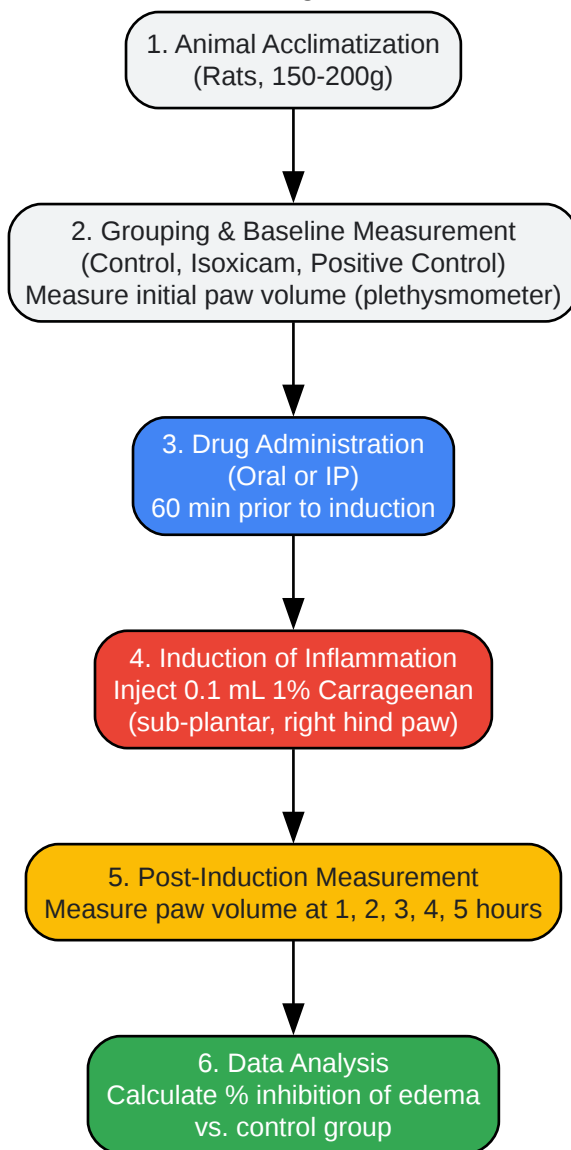 1. Animal Acclimatization
(Rats, 150-200g)
2. Grouping & Baseline Measurement
(Control, Isoxicam, Positive Control)
Measure initial paw volume (plethysmometer)
3. Drug Administration
(Oral or IP)
60 min prior to induction
4. Induction of Inflammation
Inject 0.1 mL 1% Carrageenan
(sub-plantar, right hind paw)
5. Post-Induction Measurement
Measure paw volume at 1, 2, 3, 4, 5 hours
6. Data Analysis
Calculate % inhibition of edema
vs. control group